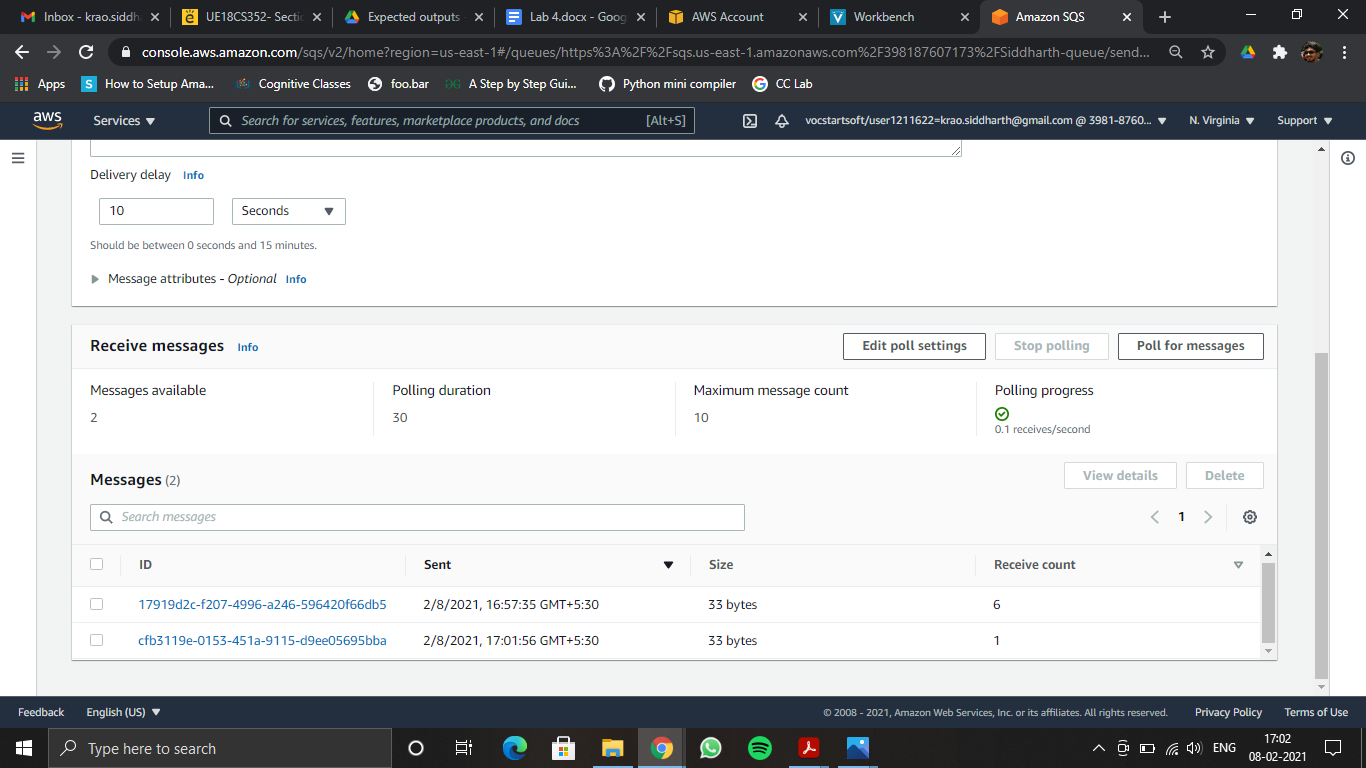 Inbox - krao.siddh
UE18CS352- Sectio
Expected outputs -
Lab 4.docx - Goog
AWS Account
Workbench
Amazon SQS
console.aws.amazon.com/sqs/v2/home?region=us-east-1#/queues/https%3A%2F%2Fsqs.us-east-1.amazonaws.com%2F398187607173%2FSiddharth-queue/send...
Apps
How to Setup Ama...
Cognitive Classes
foo.bar
A Step by Step Gui...
Python mini compiler
CC Lab
aws
Services
Search for services, features, marketplace products, and docs
[Alt+S]
vocstartsoft/user1211622=krao.siddharth@gmail.com @ 3981-8760...
N. Virginia
Support
Delivery delay Info
10
Seconds
Should be between 0 seconds and 15 minutes.
Message attributes - Optional Info
Receive messages Info
Edit poll settings
Stop polling
Poll for messages
Messages available
2
Polling duration
30
Maximum message count
10
Polling progress
0.1 receives/second
Messages (2)
View details
Delete
Search messages
1
ID Sent Size Receive count
17919d2c-f207-4996-a246-596420f66db5 2/8/2021, 16:57:35 GMT+5:30 33 bytes 6
cfb3119e-0153-451a-9115-d9ee05695bba 2/8/2021, 17:01:56 GMT+5:30 33 bytes 1
Feedback
English (US)
© 2008 - 2021, Amazon Web Services, Inc. or its affiliates. All rights reserved.
Privacy Policy
Terms of Use
Type here to search
ENG
17:02
08-02-2021